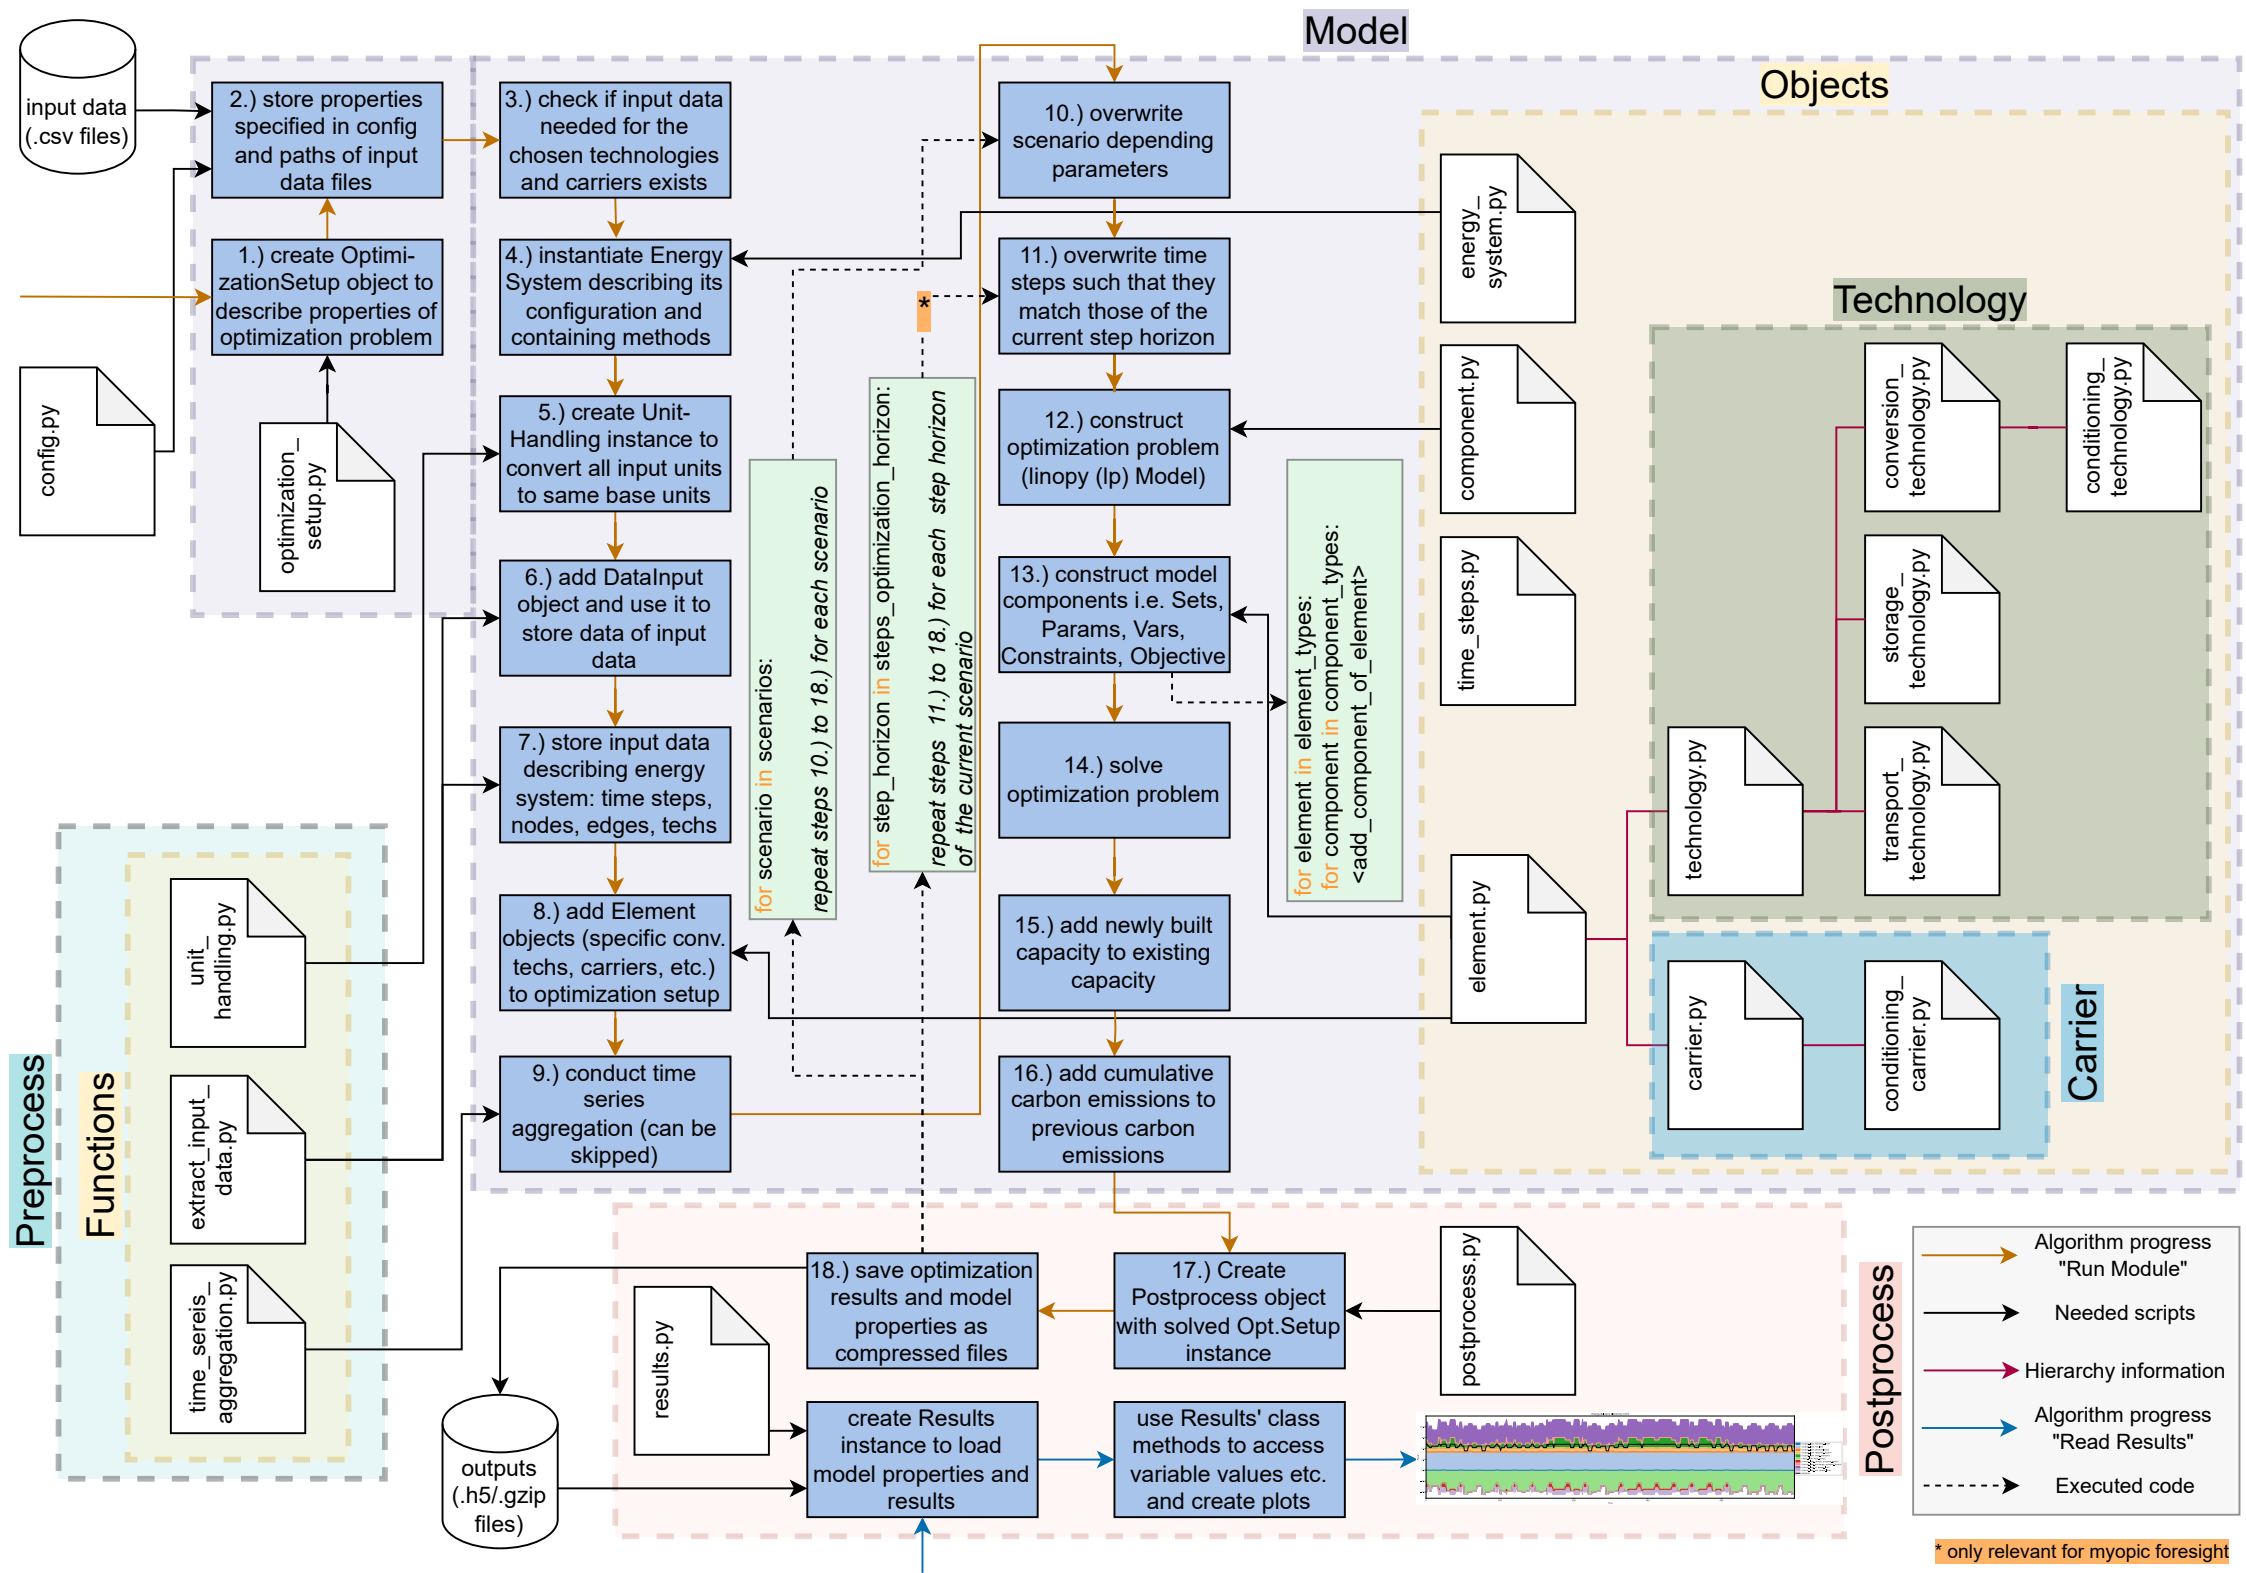 Model
Objects
input data
(.csv files)
2.) store properties
specified in config
and paths of input
data files
1.) create Optimi-
zationSetup object to
describe properties of
optimization problem
config.py
optimization_
setup.py
3.) check if input data
needed for the
chosen technologies
and carriers exists
4.) instantiate Energy
System describing its
configuration and
containing methods
5.) create Unit-
Handling instance to
convert all input units
to same base units
6.) add DataInput
object and use it to
store data of input
data
7.) store input data
describing energy
system: time steps,
nodes, edges, techs
8.) add Element
objects (specific conv.
techs, carriers, etc.)
to optimization setup
9.) conduct time
series
aggregation (can be
skipped)
for scenario in scenarios:
repeat steps 10.) to 18.) for each scenario
*
for step_horizon in steps_optimization_horizon:
repeat steps 11.) to 18.) for each step horizon
of the current scenario
10.) overwrite
scenario depending
parameters
11.) overwrite time
steps such that they
match those of the
current step horizon
12.) construct
optimization problem
(linopy (lp) Model)
13.) construct model
components i.e. Sets,
Params, Vars,
Constraints, Objective
14.) solve
optimization problem
15.) add newly built
capacity to existing
capacity
16.) add cumulative
carbon emissions to
previous carbon
emissions
for element in element_types:
for component in component_types:
<add_component_of_element>
energy_
system.py
component.py
time_steps.py
element.py
Technology
conversion_
technology.py
conditioning_
technology.py
storage_
technology.py
technology.py
transport_
technology.py
Carrier
carrier.py
conditioning_
carrier.py
Preprocess
Functions
unit_
handling.py
extract_input_
data.py
time_sereis_
aggregation.py
Postprocess
17.) Create
Postprocess object
with solved Opt.Setup
instance
18.) save optimization
results and model
properties as
compressed files
postprocess.py
results.py
outputs
(.h5/.gzip
files)
create Results
instance to load
model properties and
results
use Results' class
methods to access
variable values etc.
and create plots
Algorithm progress
"Run Module"
Needed scripts
Hierarchy information
Algorithm progress
"Read Results"
Executed code
* only relevant for myopic foresight